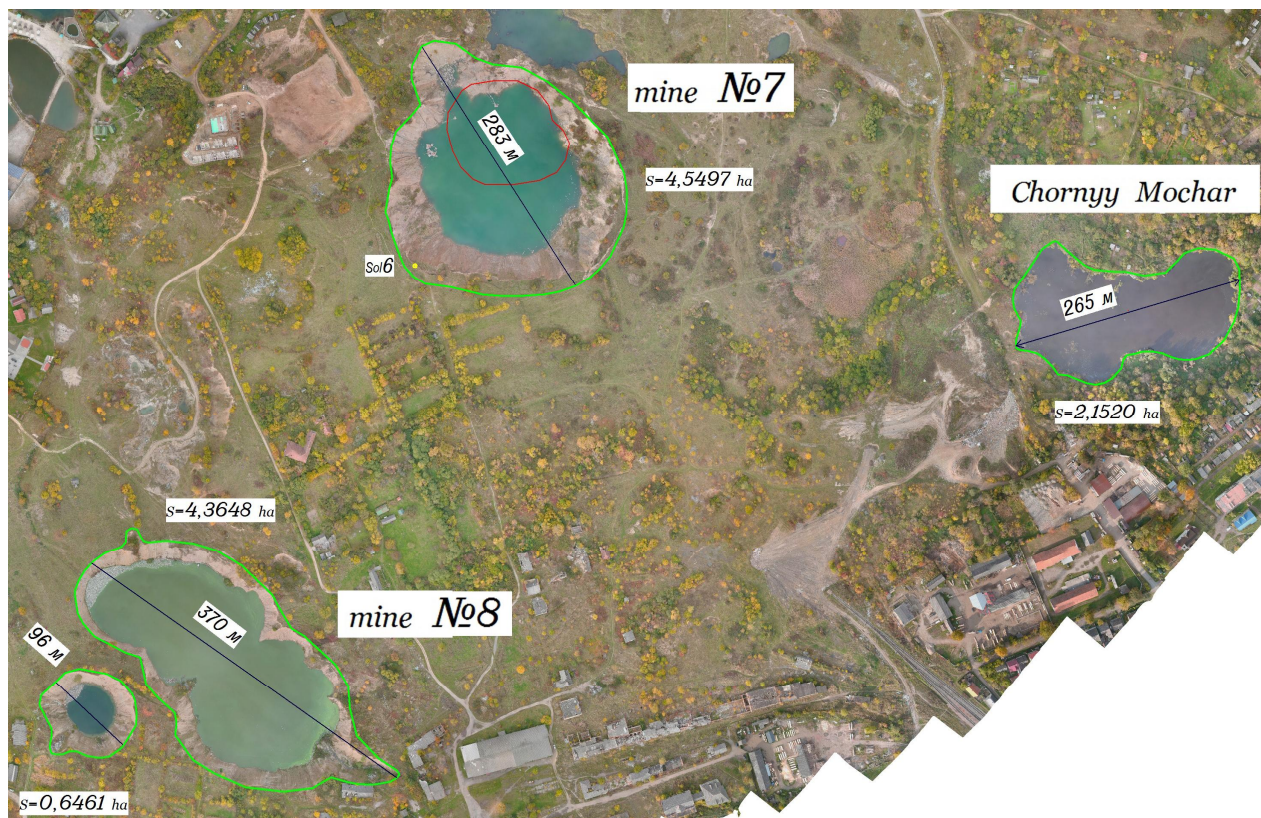 mine №7
283 м
S=4,5497 ha
Chornyy Mochar
Sol6
265 м
S=2,1520 ha
S=4,3648 ha
mine №8
370 м
96 м
S=0,6461 ha